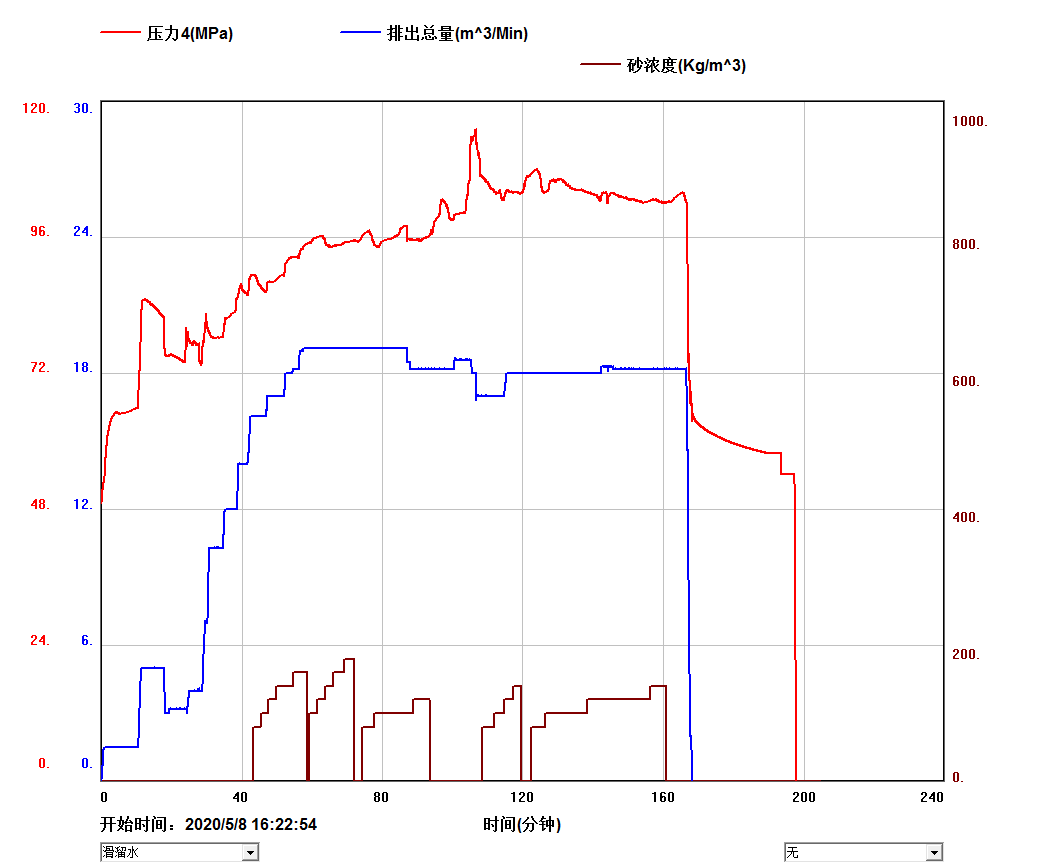 压力4(MPa)
排出总量(m^3/Min)
砂浓度(Kg/m^3)
120. 30. 1000.
96. 24. 800.
72. 18. 600.
48. 12. 400.
24. 6. 200.
0. 0. 0.
0 40 80 120 160 200 240
开始时间：2020/5/8 16:22:54 时间(分钟)
滑溜水 无